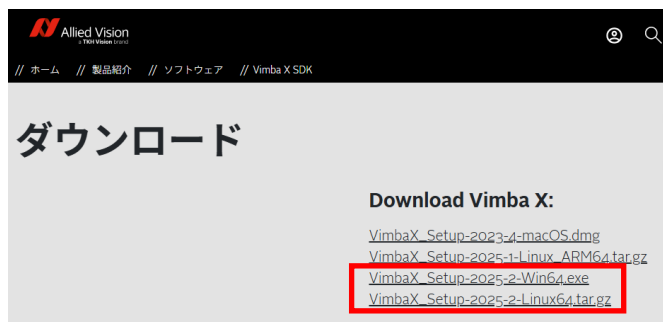 Allied Vision
a TKH Vision brand
// ホーム // 製品紹介 // ソフトウェア // Vimba X SDK
ダウンロード
Download Vimba X:
VimbaX_Setup-2023-4-macOS.dmg
VimbaX_Setup-2025-1-Linux_ARM64.tar.gz
VimbaX_Setup-2025-2-Win64.exe
VimbaX_Setup-2025-2-Linux64.tar.gz